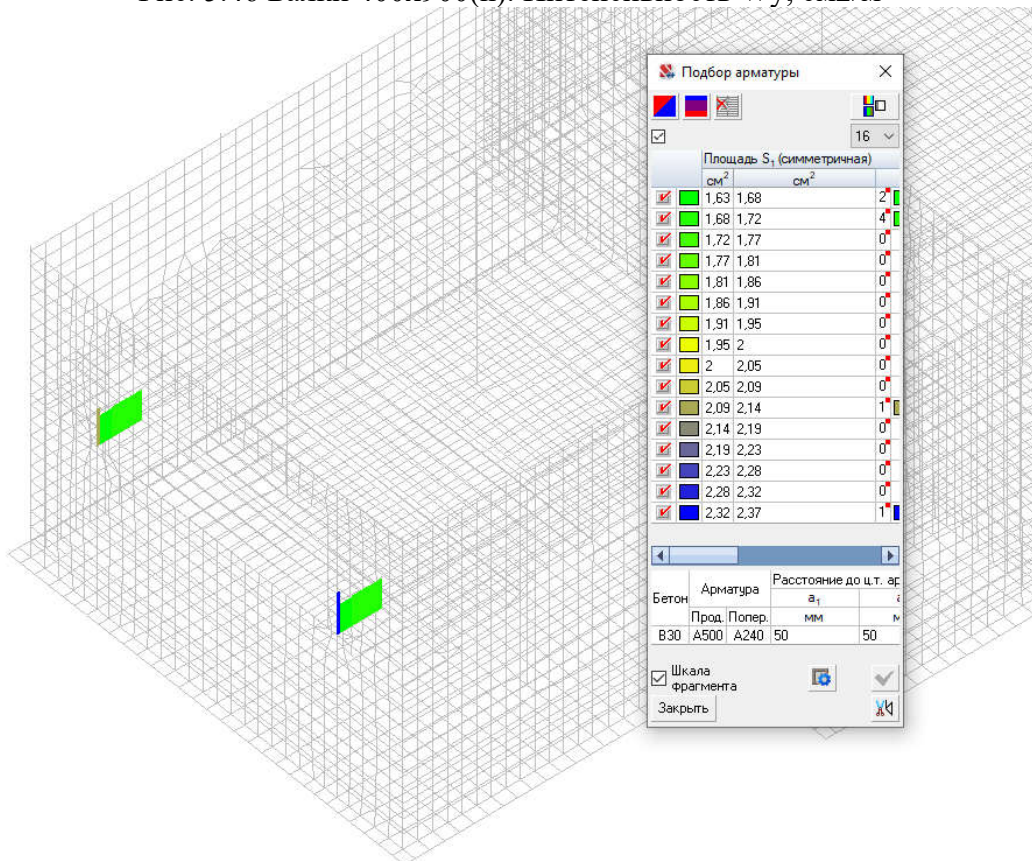 Подбор арматуры
16
Площадь S1 (симметричная)
см2 см2
1,63 1,68 2
1,68 1,72 4
1,72 1,77 0
1,77 1,81 0
1,81 1,86 0
1,86 1,91 0
1,91 1,95 0
1,95 2 0
2 2,05 0
2,05 2,09 0
2,09 2,14 1
2,14 2,19 0
2,19 2,23 0
2,23 2,28 0
2,28 2,32 0
2,32 2,37 1
Бетон Арматура Расстояние до ц.т. ар
a1
Прод. Попер. мм
B30 A500 A240 50 50
Шкала
фрагмента
Закрыть